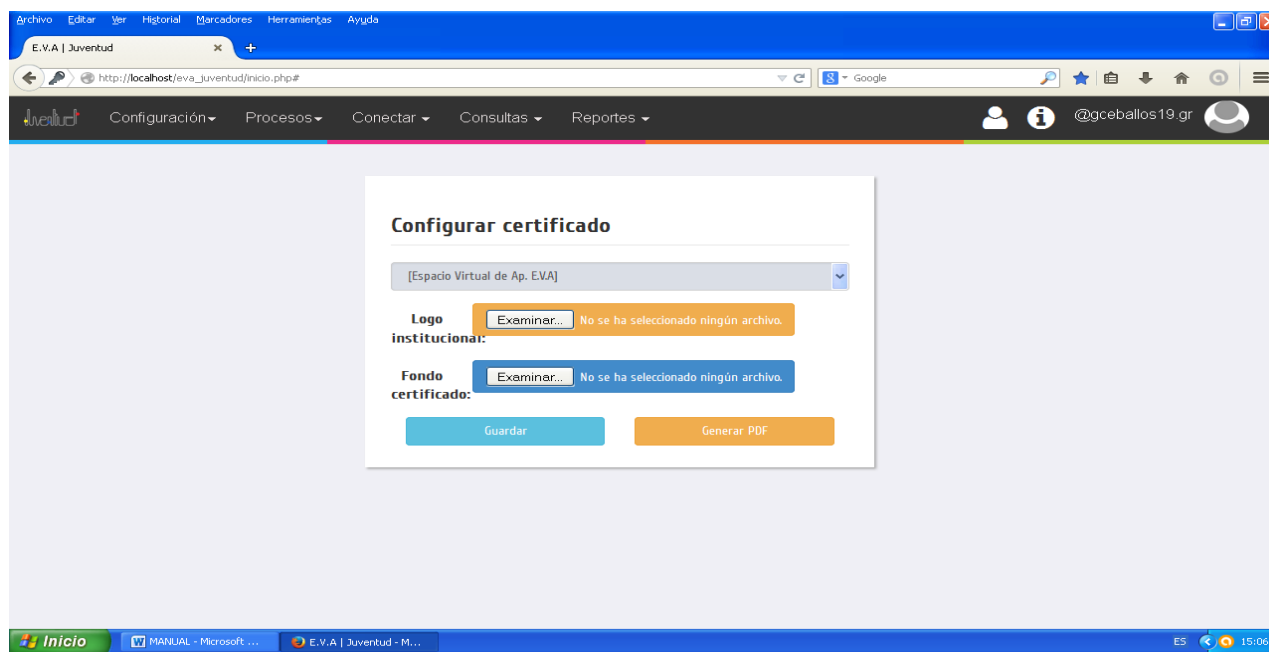 Archivo Editar Ver Historial Marcadores Herramientas Ayuda
E.V.A | Juventud
http://localhost/eva_juventud/inicio.php#
Google
Juventud
Configuración
Procesos
Conectar
Consultas
Reportes
@gceballos19.gr
Configurar certificado
[Espacio Virtual de Ap. E.V.A]
Logo institucional:
Examinar... No se ha seleccionado ningún archivo.
Fondo certificado:
Examinar... No se ha seleccionado ningún archivo.
Guardar
Generar PDF
Inicio
MANUAL - Microsoft ...
E.V.A | Juventud - M...
ES
15:06